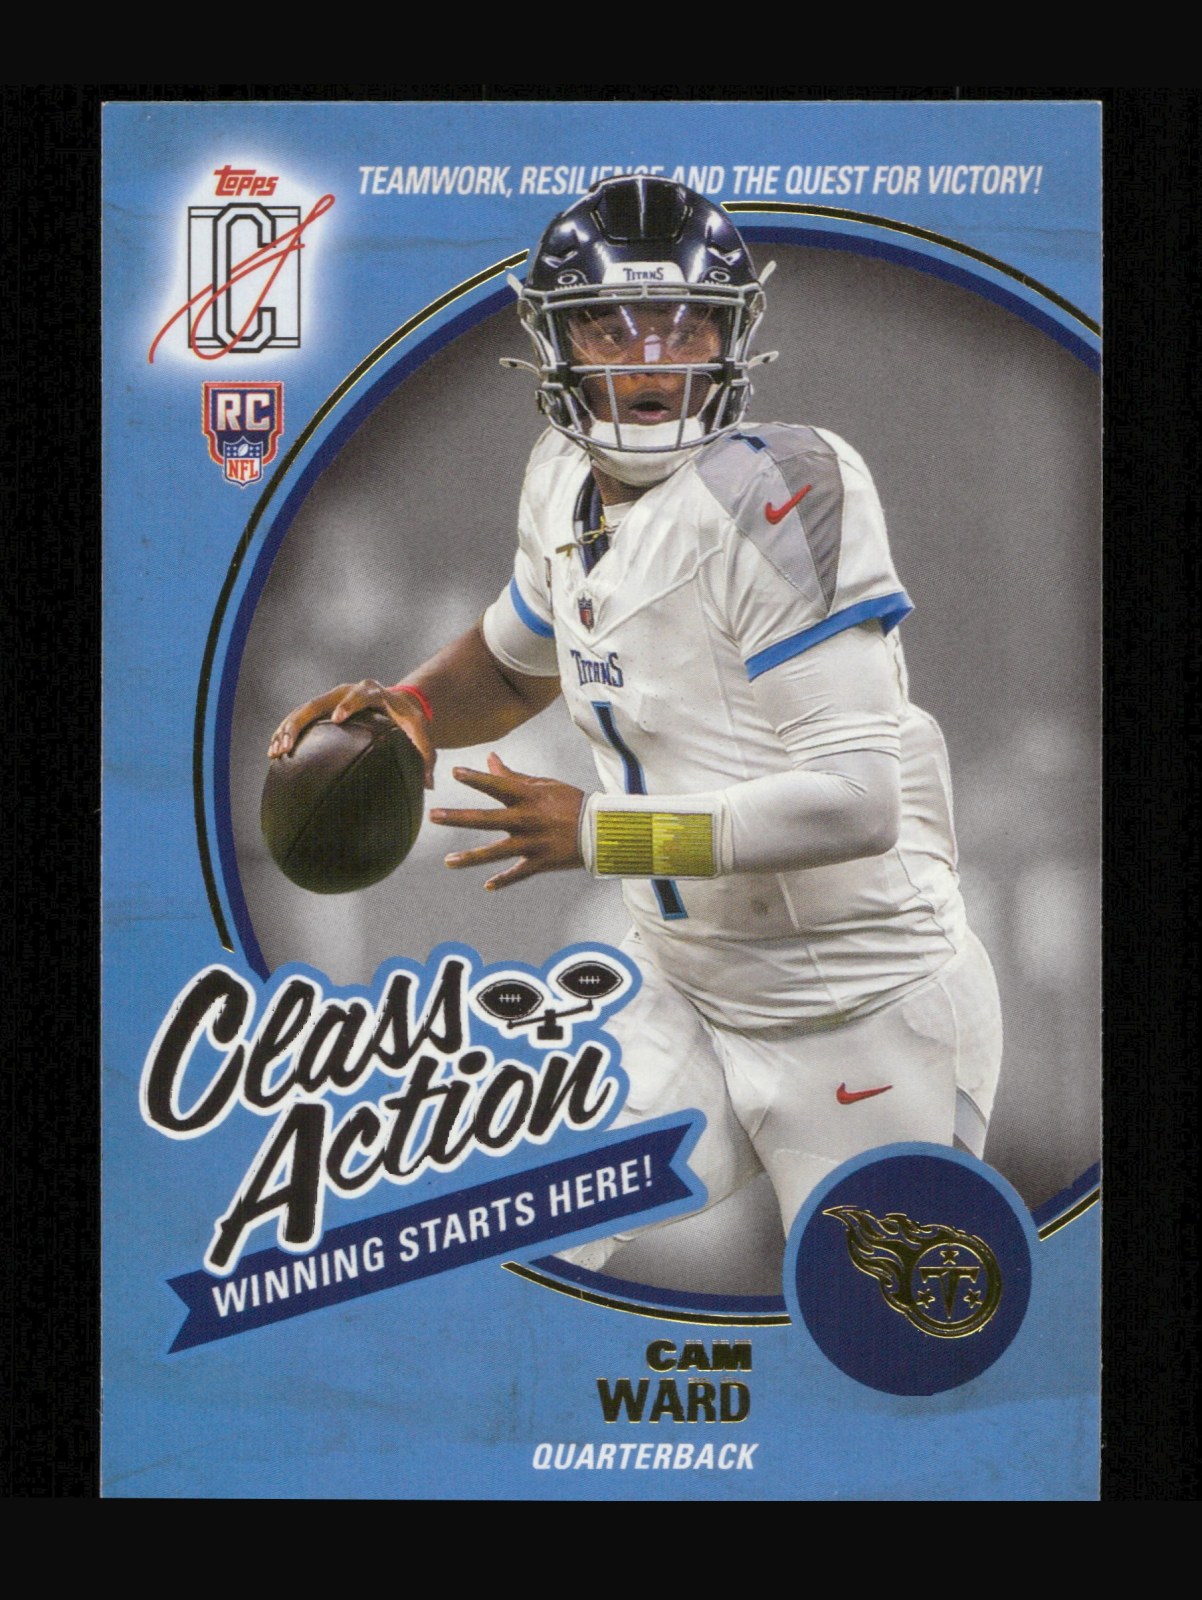 topps
TEAMWORK, RESILIENCE AND THE QUEST FOR VICTORY!
C
RC
NFL
TITANS
TITANS
1
Class
Action
WINNING STARTS HERE!
T
CAM
WARD
QUARTERBACK